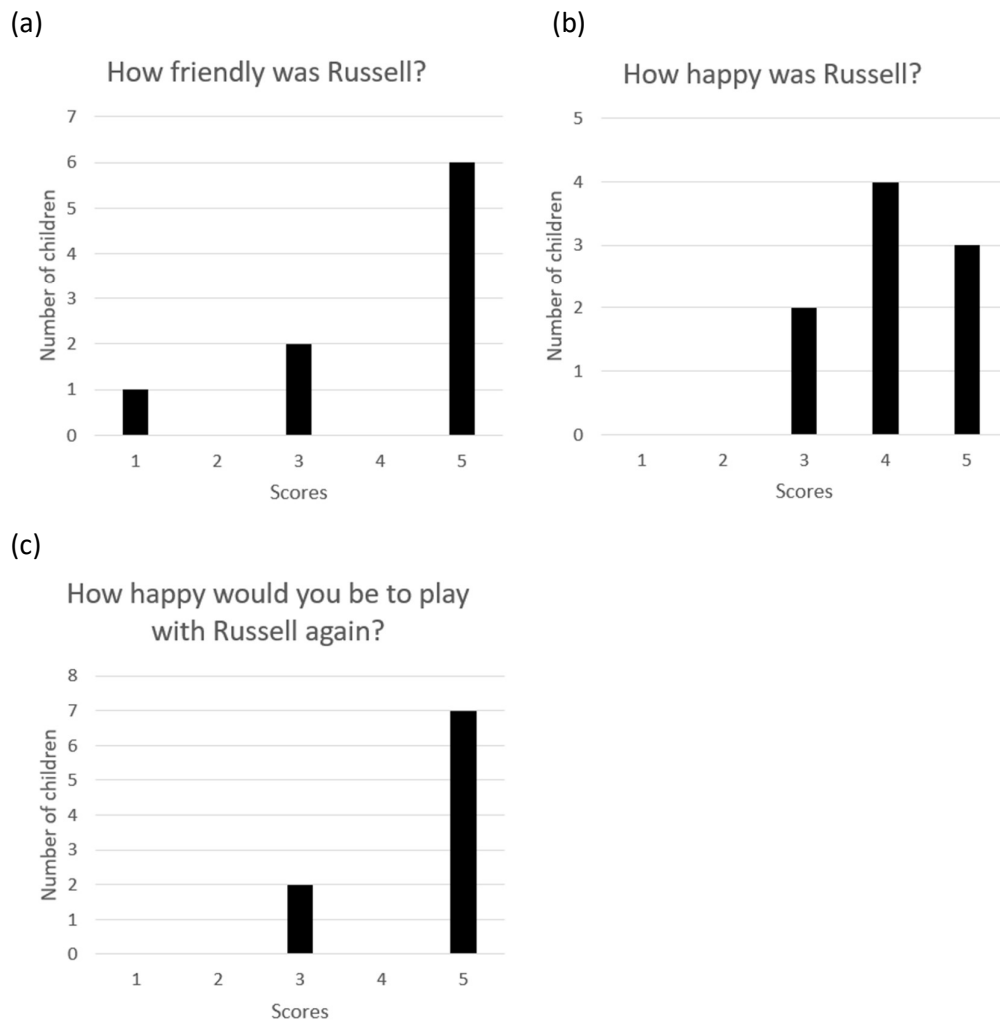 (a)
How friendly was Russell?
7
6
5
4
3
2
1
0
Number of children
1 2 3 4 5
Scores
(b)
How happy was Russell?
5
4
3
2
1
0
Number of children
1 2 3 4 5
Scores
(c)
How happy would you be to play
with Russell again?
8
7
6
5
4
3
2
1
0
Number of children
1 2 3 4 5
Scores